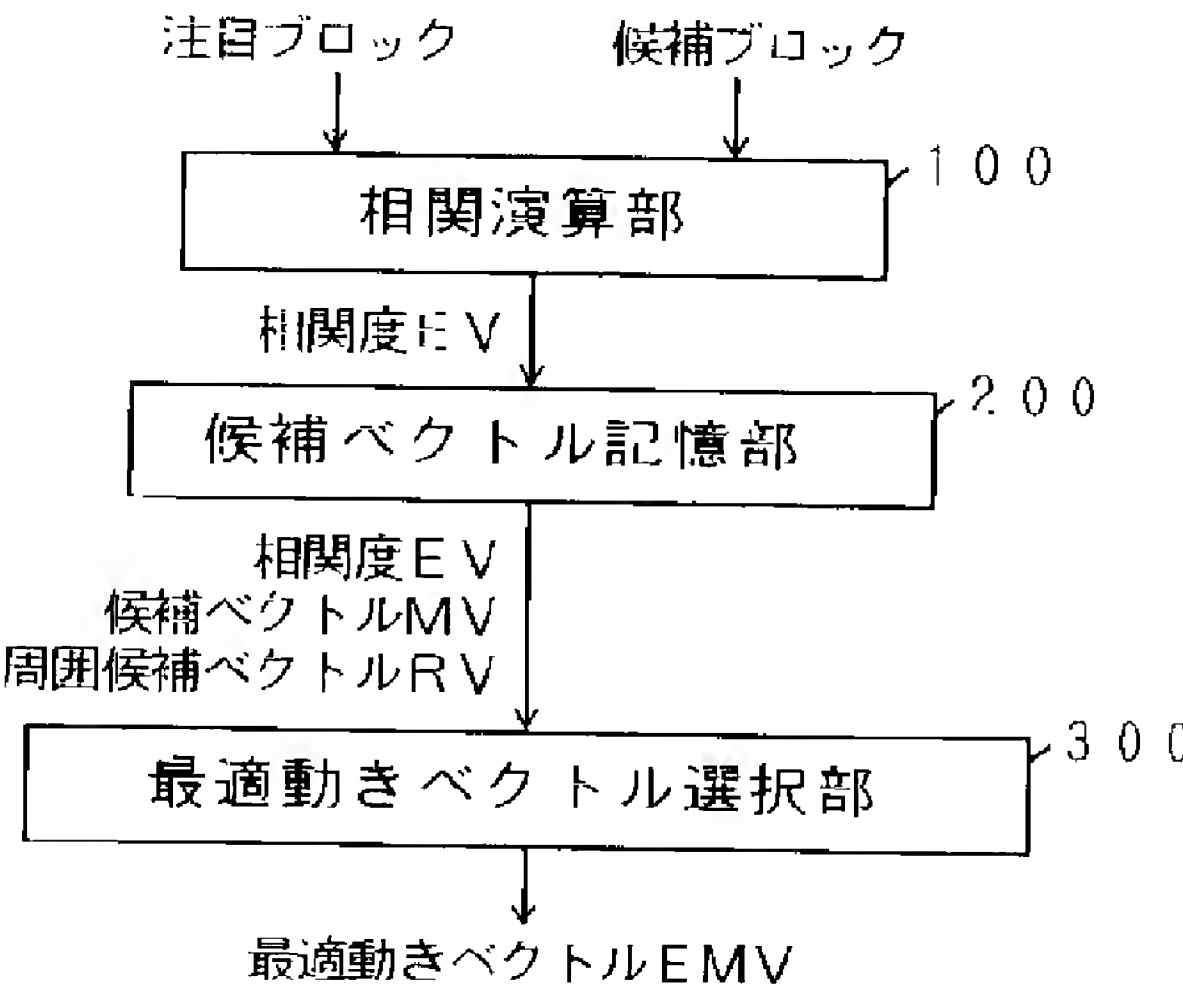 注目ブロック 候補ブロック
100
相関演算部
相関度EV
200
候補ベクトル記憶部
相関度EV
候補ベクトルMV
周囲候補ベクトルRV
300
最適動きベクトル選択部
最適動きベクトルEMV